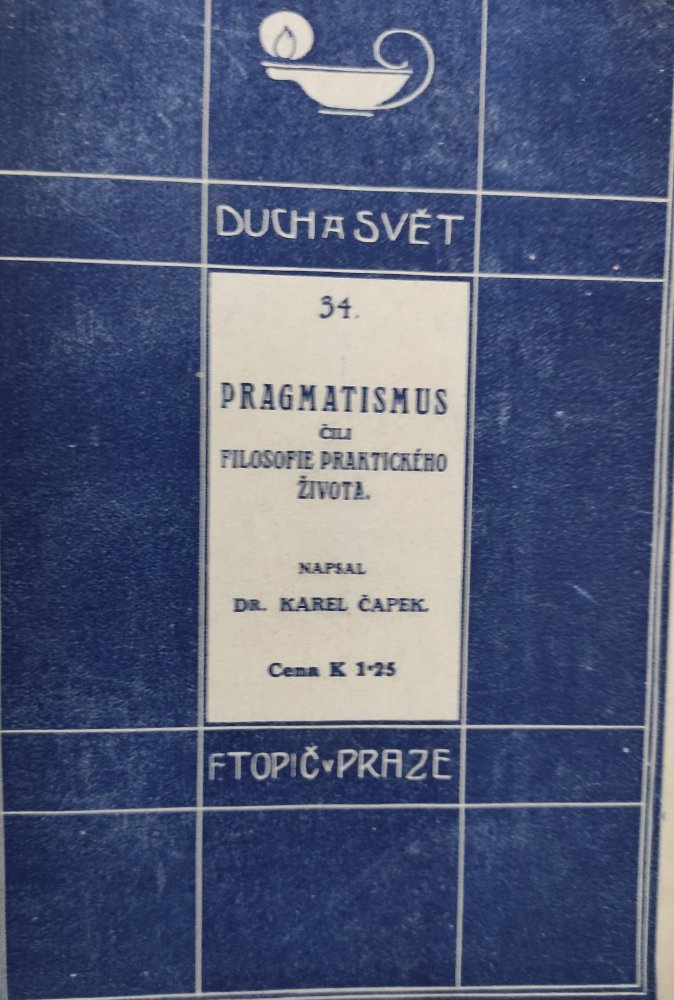 DUCH A SVĚT
34.
PRAGMATISMUS
ČILI
FILOSOFIE PRAKTICKÉHO
ŽIVOTA.
NAPSAL
DR. KAREL ČAPEK.
Cena K 1·25
F TOPIČ V PRAZE